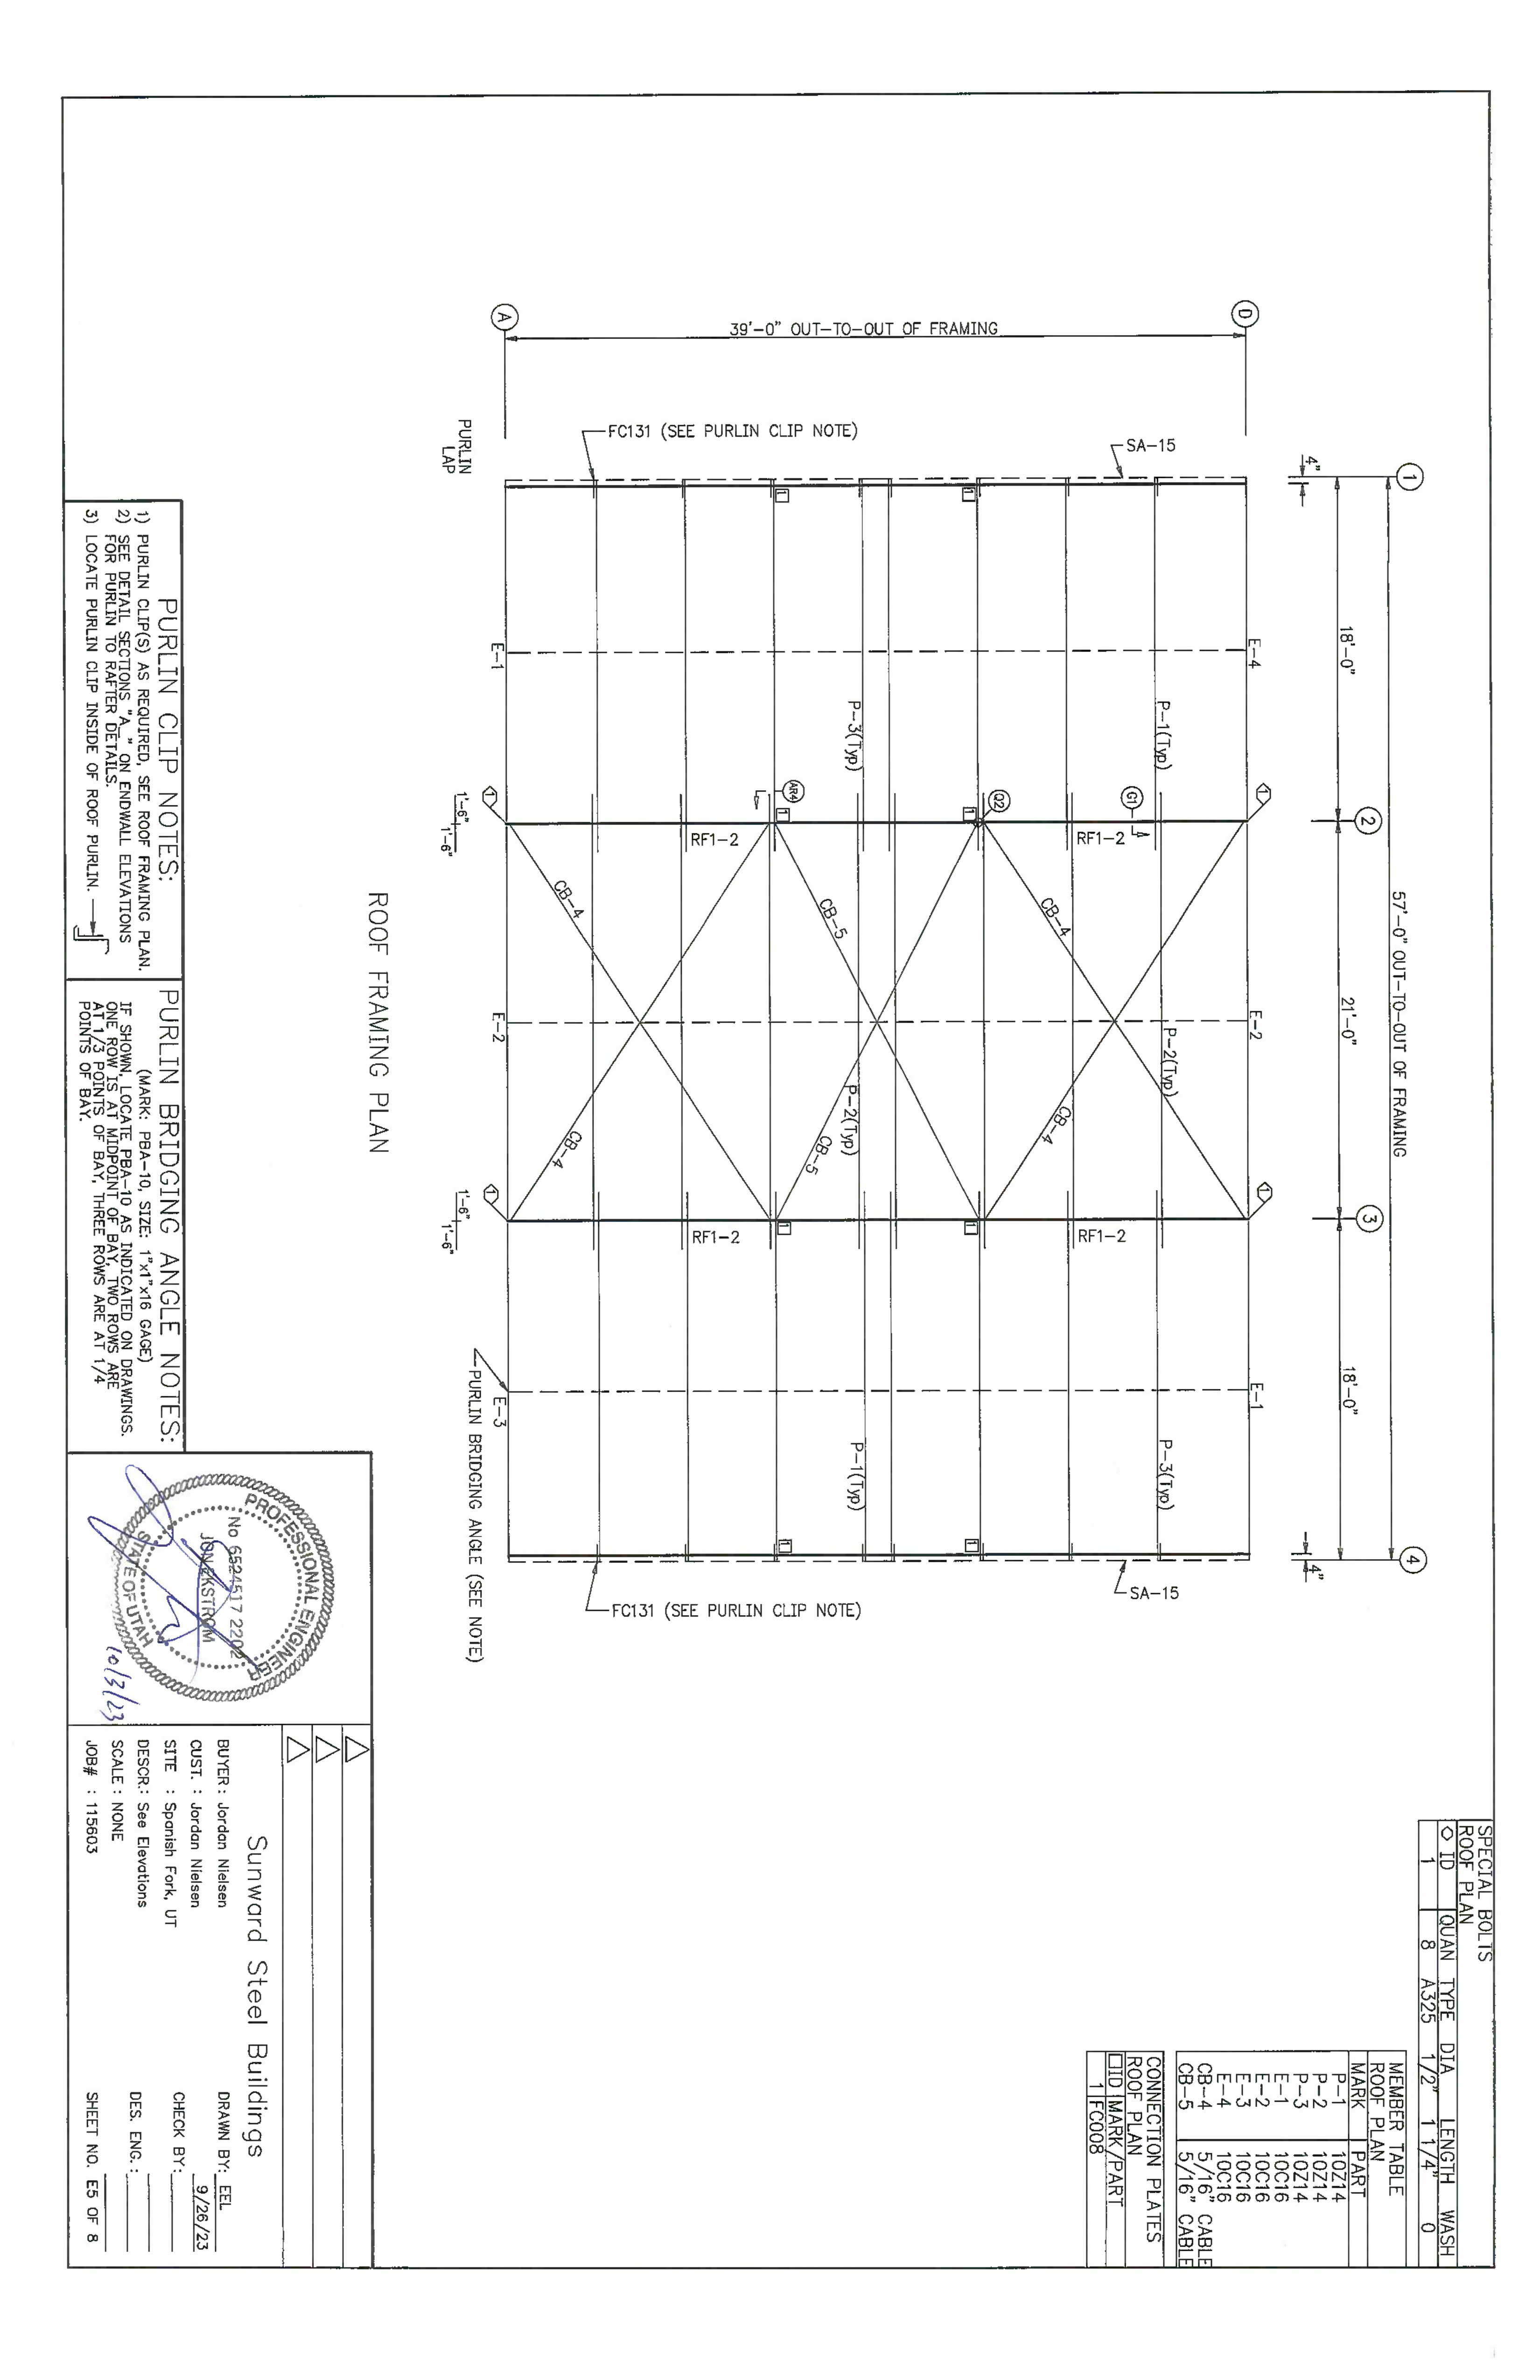 SPECIAL BOLTS
ROOF PLAN
◇ ID QUAN TYPE DIA LENGTH WASH
1 8 A325 1/2" 1 1/4" 0
MEMBER TABLE
ROOF PLAN
MARK PART
P-1 10Z14
P-2 10Z14
P-3 10Z14
E-1 10C16
E-2 10C16
E-3 10C16
E-4 10C16
CB-4 5/16" CABLE
CB-5 5/16" CABLE
CONNECTION PLATES
ROOF PLAN
□ID MARK/PART
1 FC008
1
2
3
4
57'-0" OUT-TO-OUT OF FRAMING
4"
18'-0"
21'-0"
18'-0"
4"
D
A
39'-0" OUT-TO-OUT OF FRAMING
SA-15
FC131 (SEE PURLIN CLIP NOTE)
SA-15
FC131 (SEE PURLIN CLIP NOTE)
E-4
E-2
E-1
1
1
P-1(Typ)
P-2(Typ)
P-3(Typ)
G1
RF1-2
RF1-2
CB-4
CB-4
Q2
1
1
1
1
P-3(Typ)
CB-5
P-2(Typ)
CB-5
P-1(Typ)
AR4
1
1
1
1
RF1-2
RF1-2
CB-4
CB-4
E-1
E-2
E-3
1
1
PURLIN
LAP
1'-6"
1'-6"
1'-6"
1'-6"
PURLIN BRIDGING ANGLE (SEE NOTE)
ROOF FRAMING PLAN
PURLIN CLIP NOTES:
1) PURLIN CLIP(S) AS REQUIRED, SEE ROOF FRAMING PLAN.
2) SEE DETAIL SECTIONS "A_" ON ENDWALL ELEVATIONS
FOR PURLIN TO RAFTER DETAILS.
3) LOCATE PURLIN CLIP INSIDE OF ROOF PURLIN.
PURLIN BRIDGING ANGLE NOTES:
(MARK: PBA-10, SIZE: 1"x1"x16 GAGE)
IF SHOWN, LOCATE PBA-10 AS INDICATED ON DRAWINGS.
ONE ROW IS AT MIDPOINT OF BAY, TWO ROWS ARE
AT 1/3 POINTS OF BAY, THREE ROWS ARE AT 1/4
POINTS OF BAY.
PROFESSIONAL ENGINEER
No 6524517 2202
JON EKSTROM
STATE OF UTAH
10/3/23
Sunward Steel Buildings
BUYER : Jordan Nielsen
CUST. : Jordan Nielsen
SITE : Spanish Fork, UT
DESCR.: See Elevations
SCALE : NONE
JOB# : 115603
DRAWN BY: EEL
9/26/23
CHECK BY:
DES. ENG.:
SHEET NO. E5 OF 8